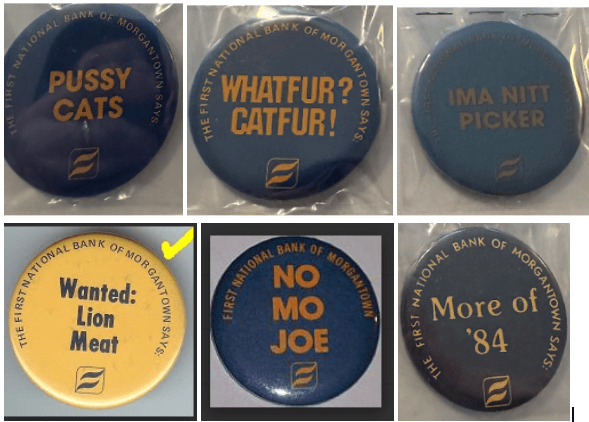 THE FIRST NATIONAL BANK OF MORGANTOWN SAYS:
PUSSY
CATS
THE FIRST NATIONAL BANK OF MORGANTOWN SAYS:
WHATFUR?
CATFUR!
IMA NITT
PICKER
THE FIRST NATIONAL BANK OF MORGANTOWN SAYS:
Wanted:
Lion
Meat
FIRST NATIONAL BANK OF MORGANTOWN
NO
MO
JOE
THE FIRST NATIONAL BANK OF MORGANTOWN SAYS:
More of
'84